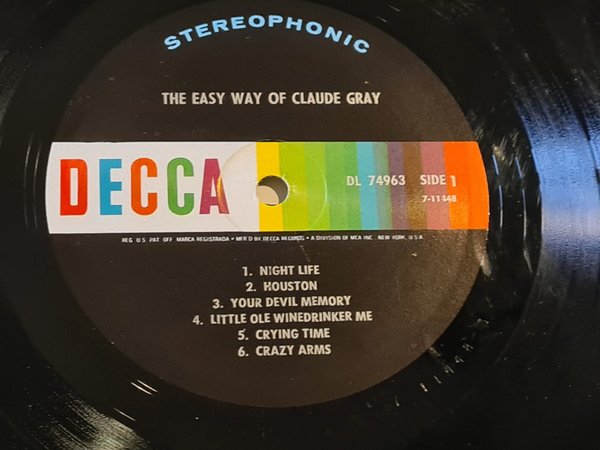 STEREOPHONIC
THE EASY WAY OF CLAUDE GRAY
DECCA
DL 74963 SIDE 1
7-11448
REG. U.S. PAT. OFF. MARCA REGISTRADA • MFR'D BY DECCA RECORDS • A DIVISION OF MCA INC., NEW YORK, U.S.A.
1. NIGHT LIFE
2. HOUSTON
3. YOUR DEVIL MEMORY
4. LITTLE OLE WINEDRINKER ME
5. CRYING TIME
6. CRAZY ARMS